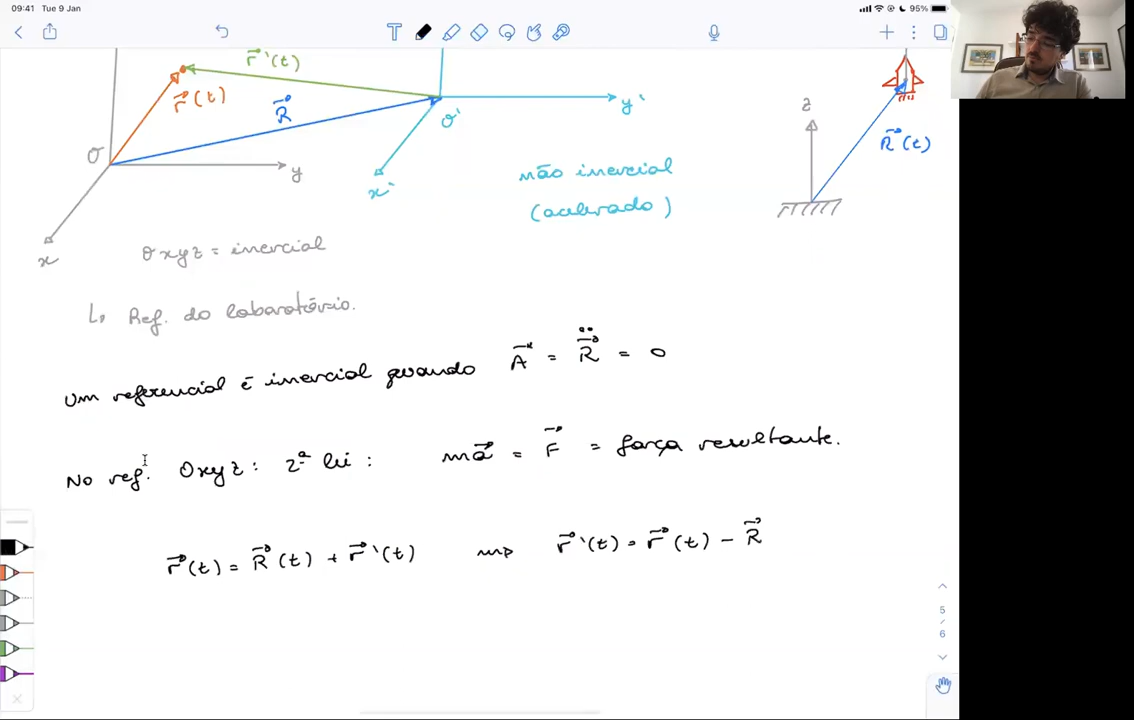 09:41 Tue 9 Jan
95%
r⃗'(t)
r⃗(t)
R⃗
O
O'
y
y'
x
x'
z
R⃗(t)
não inercial
(acelerado)
Oxyz = inercial
↳ Ref. do laboratório.
Um referencial é inercial quando A⃗ = R⃗̈ = 0
No ref. Oxyz: 2ª lei: ma⃗ = F⃗ = força resultante.
r⃗(t) = R⃗(t) + r⃗'(t) ⟹ r⃗'(t) = r⃗(t) - R⃗
5
/
6